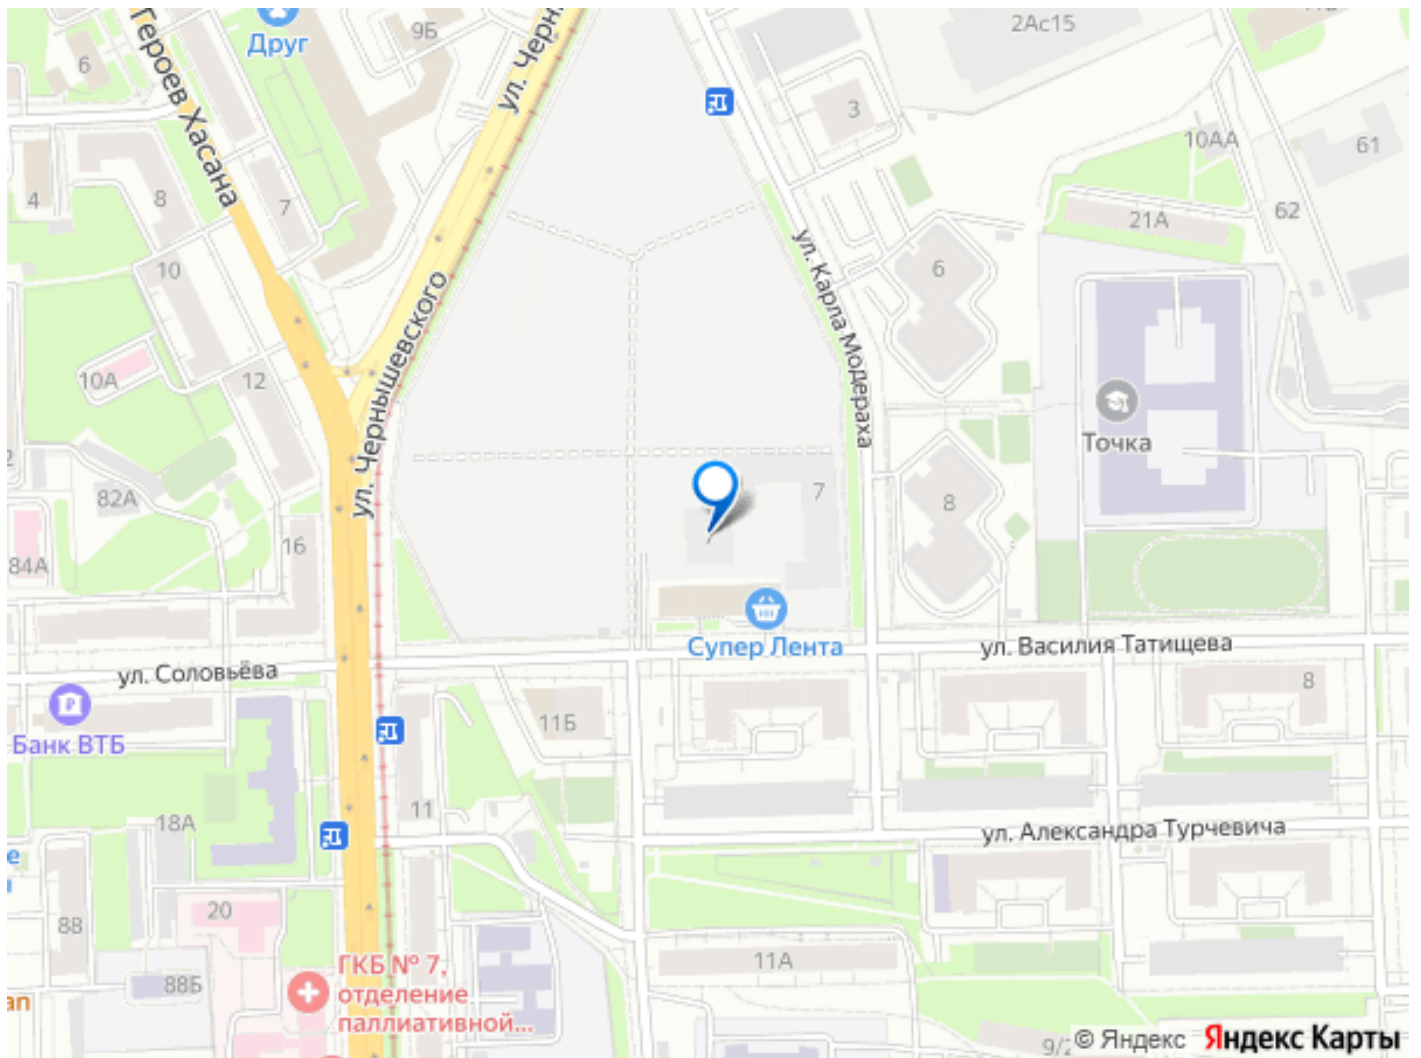 2Ас15
9Б
Друг
ул. Черны
Героев Хасана
6
3
10АА
61
4
8
7
62
21А
ул. Карла Модераха
10
6
ул. Чернышевского
10А
12
Точка
82А
7
8
16
84А
Супер Лента
ул. Василия Татищева
ул. Соловьёва
8
11Б
Банк ВТБ
11
18А
ул. Александра Турчевича
20
88
ГКБ № 7,
отделение
паллиативной...
11А
88Б
9/2
© Яндекс Яндекс Карты